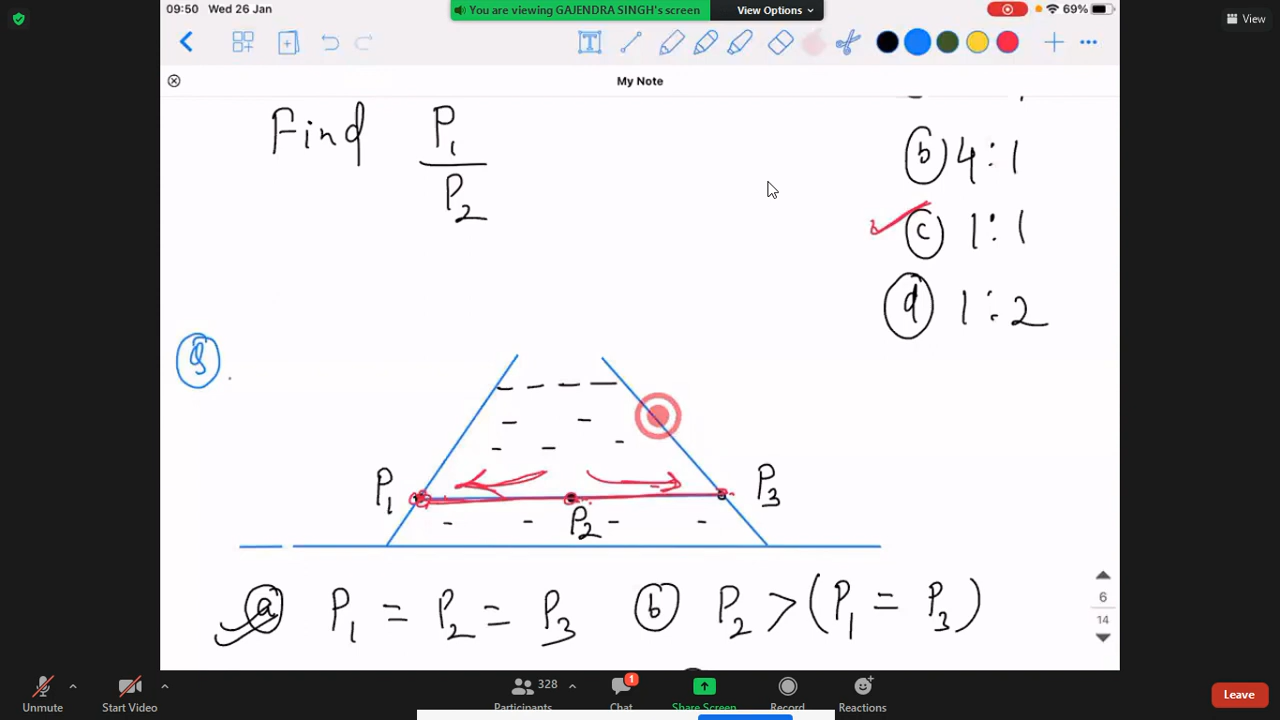 09:50 Wed 26 Jan
You are viewing GAJENDRA SINGH's screen
View Options
69%
View
My Note
Find P₁/P₂
(b) 4 : 1
(c) 1 : 1
(d) 1 : 2
P₁
P₂
P₃
(a) P₁ = P₂ = P₃ (b) P₂ > (P₁ = P₃)
6
14
Unmute
Start Video
328
Participants
1
Chat
Share Screen
Record
Reactions
Leave